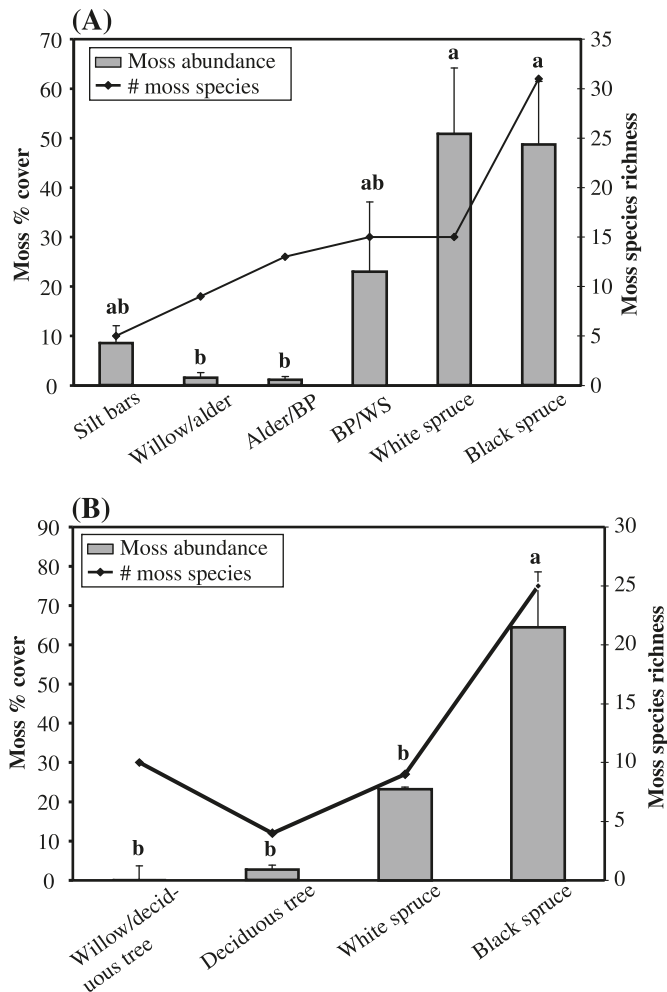 (A)
70
60
50
40
30
20
10
0
Moss % cover
Moss abundance
# moss species
ab
b
b
ab
a
a
35
30
25
20
15
10
5
0
Moss species richness
Silt bars
Willow/alder
Alder/BP
BP/WS
White spruce
Black spruce
(B)
90
80
70
60
50
40
30
20
10
0
Moss % cover
Moss abundance
# moss species
b
b
b
a
30
25
20
15
10
5
0
Moss species richness
Willow/decid-
uous tree
Deciduous tree
White spruce
Black spruce